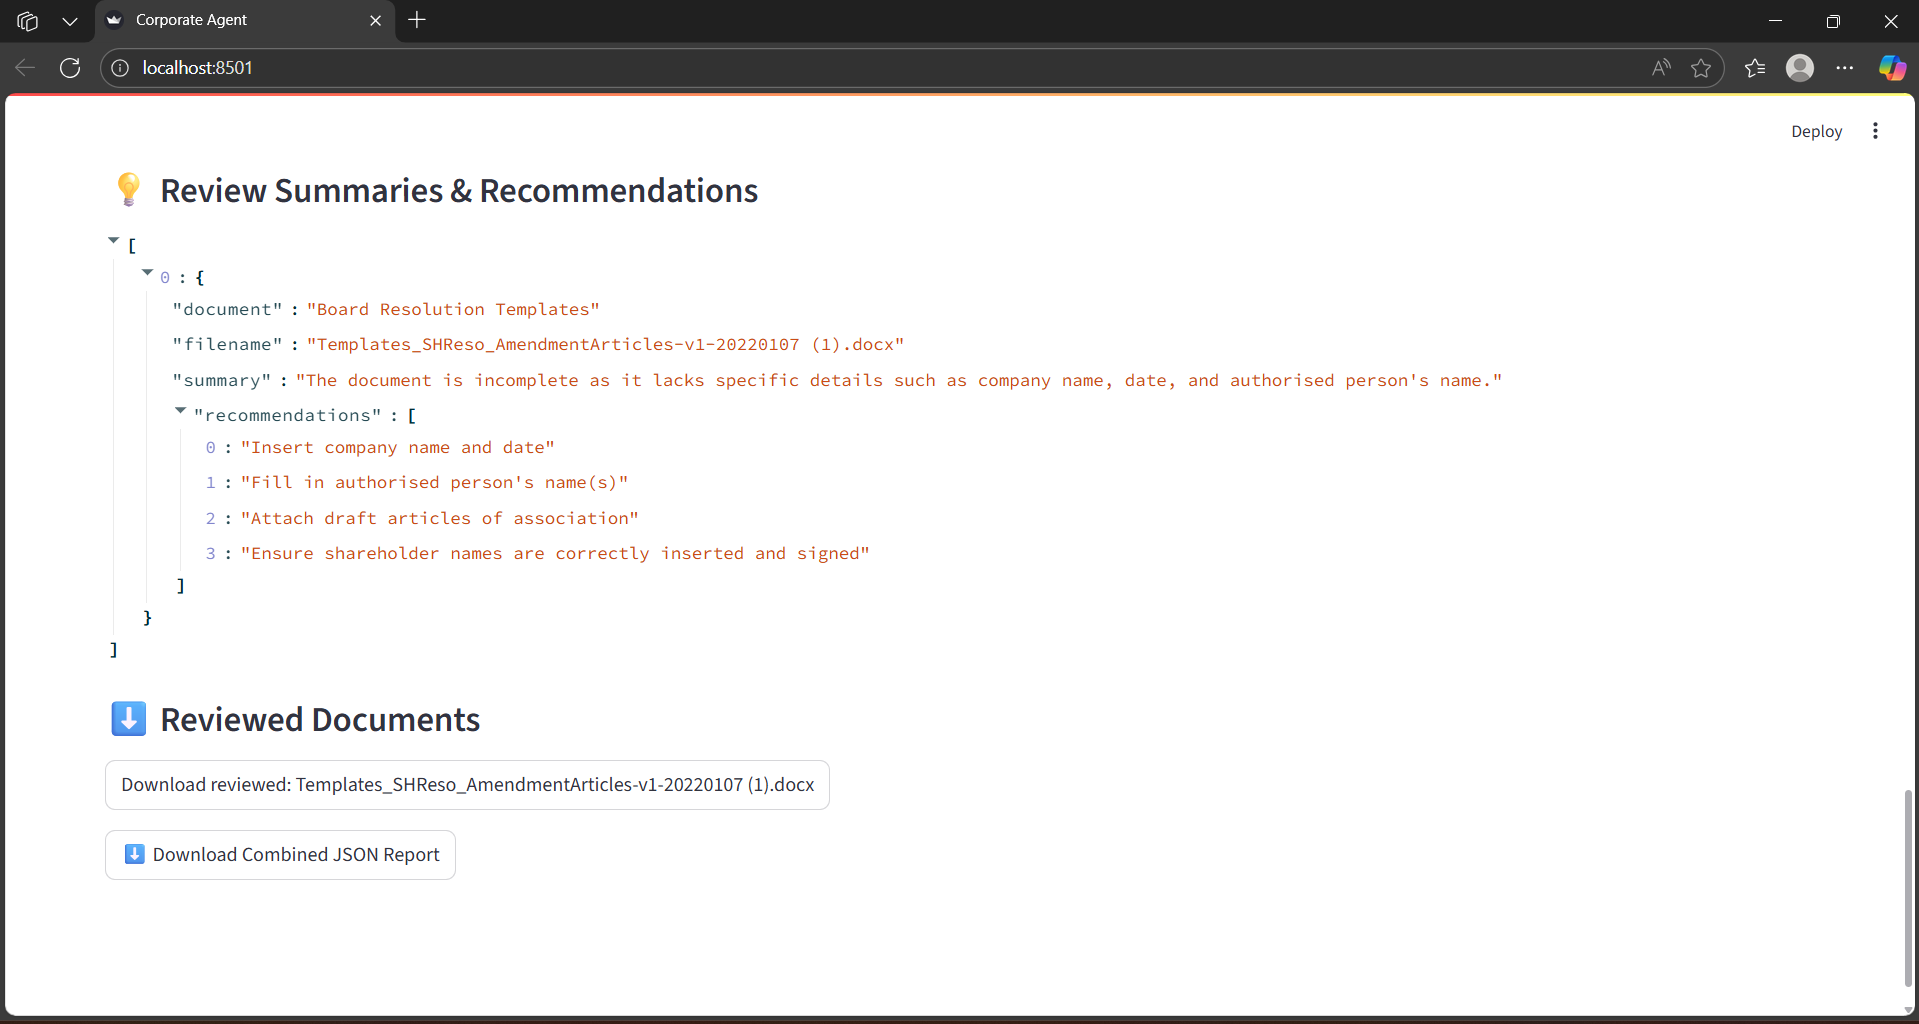 Corporate Agent
localhost:8501
Deploy
Review Summaries & Recommendations
[
0 : {
"document" : "Board Resolution Templates"
"filename" : "Templates_SHReso_AmendmentArticles-v1-20220107 (1).docx"
"summary" : "The document is incomplete as it lacks specific details such as company name, date, and authorised person's name."
"recommendations" : [
0 : "Insert company name and date"
1 : "Fill in authorised person's name(s)"
2 : "Attach draft articles of association"
3 : "Ensure shareholder names are correctly inserted and signed"
]
}
]
Reviewed Documents
Download reviewed: Templates_SHReso_AmendmentArticles-v1-20220107 (1).docx
Download Combined JSON Report